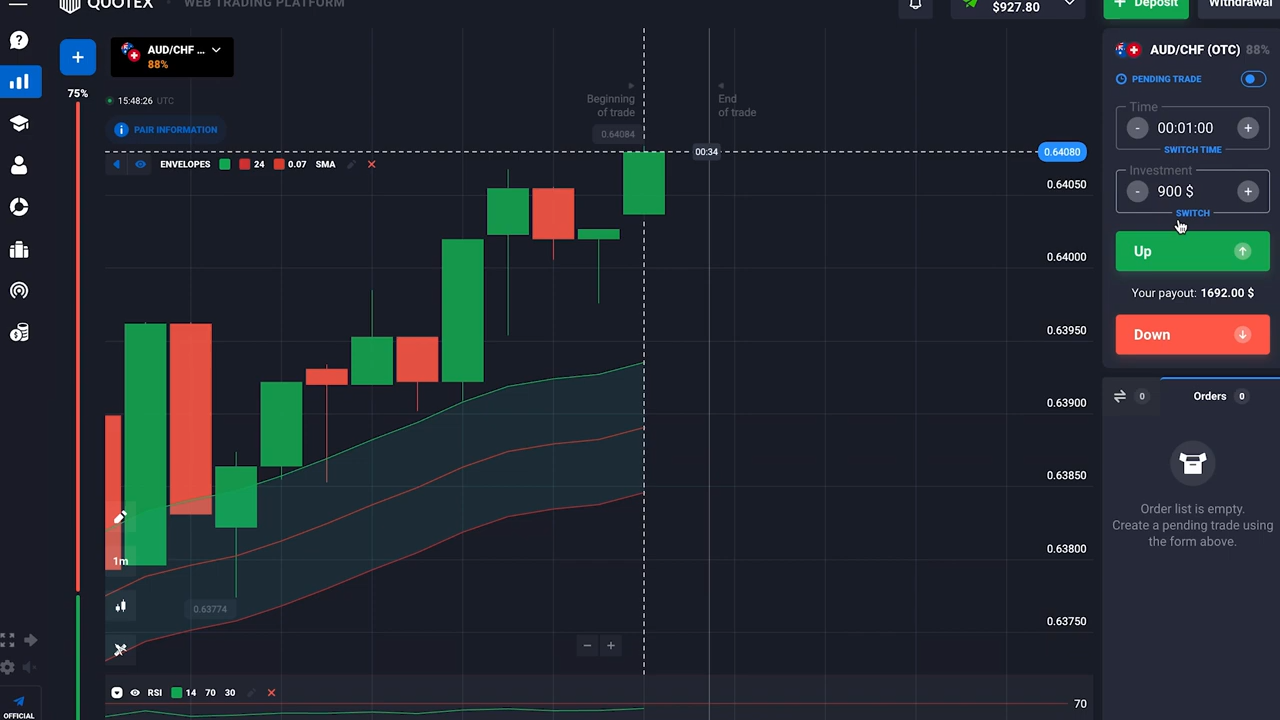 QUOTEX
WEB TRADING PLATFORM
$927.80
+ Deposit
Withdrawal
AUD/CHF ...
88%
75%
15:48:26 UTC
PAIR INFORMATION
ENVELOPES 24 0.07 SMA
Beginning
of trade
End
of trade
0.64084
00:34
0.64080
0.64050
0.64000
0.63950
0.63900
0.63850
0.63800
0.63750
1m
0.63774
RSI 14 70 30
70
OFFICIAL
AUD/CHF (OTC) 88%
PENDING TRADE
Time
- 00:01:00 +
SWITCH TIME
Investment
- 900 $ +
SWITCH
Up
Your payout: 1692.00 $
Down
0
Orders 0
Order list is empty.
Create a pending trade using
the form above.